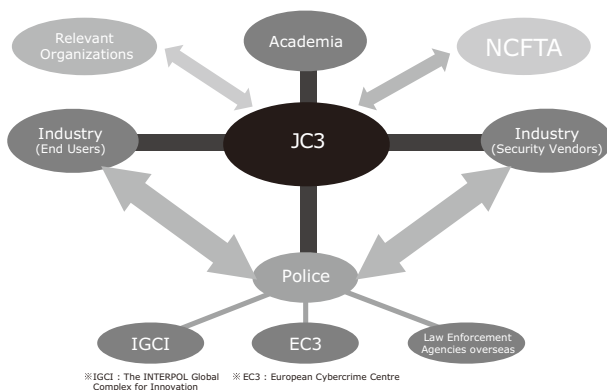 Relevant
Organizations
Academia
NCFTA
Industry
(End Users)
JC3
Industry
(Security Vendors)
Police
IGCI
EC3
Law Enforcement
Agencies overseas
※IGCI : The INTERPOL Global
Complex for Innovation
※EC3 : European Cybercrime Centre